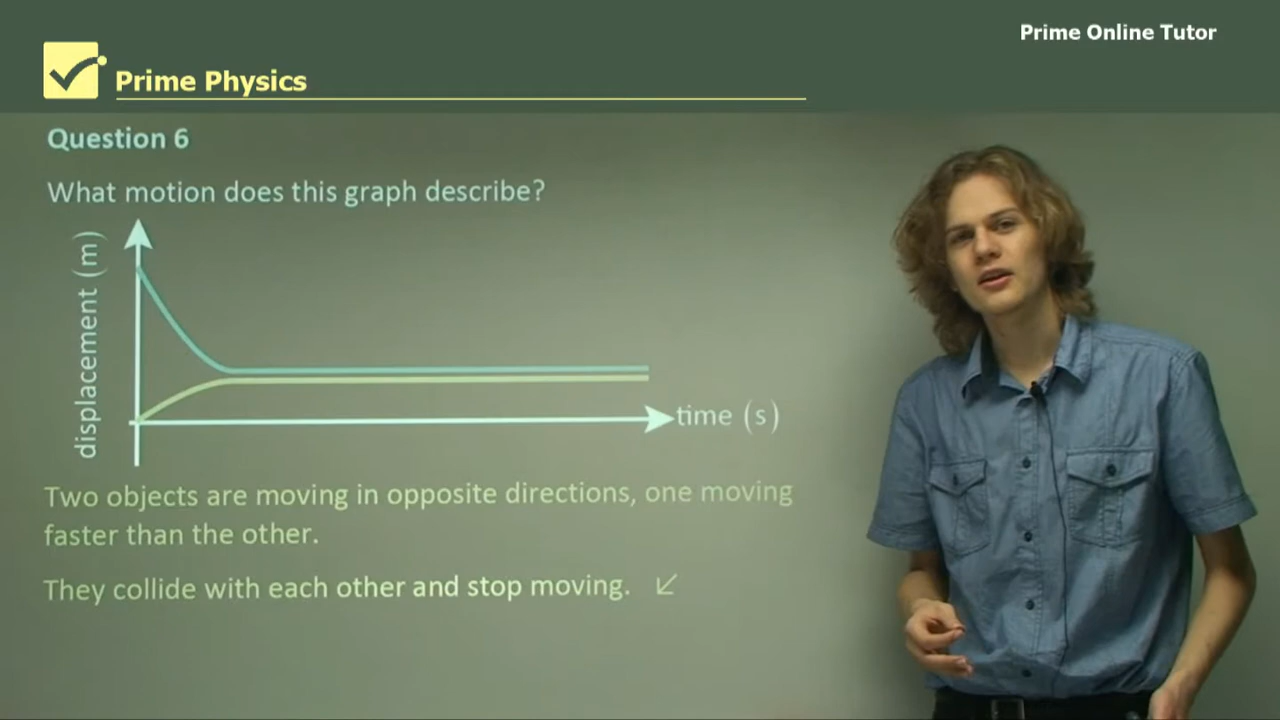 Prime Online Tutor
Prime Physics
Question 6
What motion does this graph describe?
displacement (m)
time (s)
Two objects are moving in opposite directions, one moving
faster than the other.
They collide with each other and stop moving.